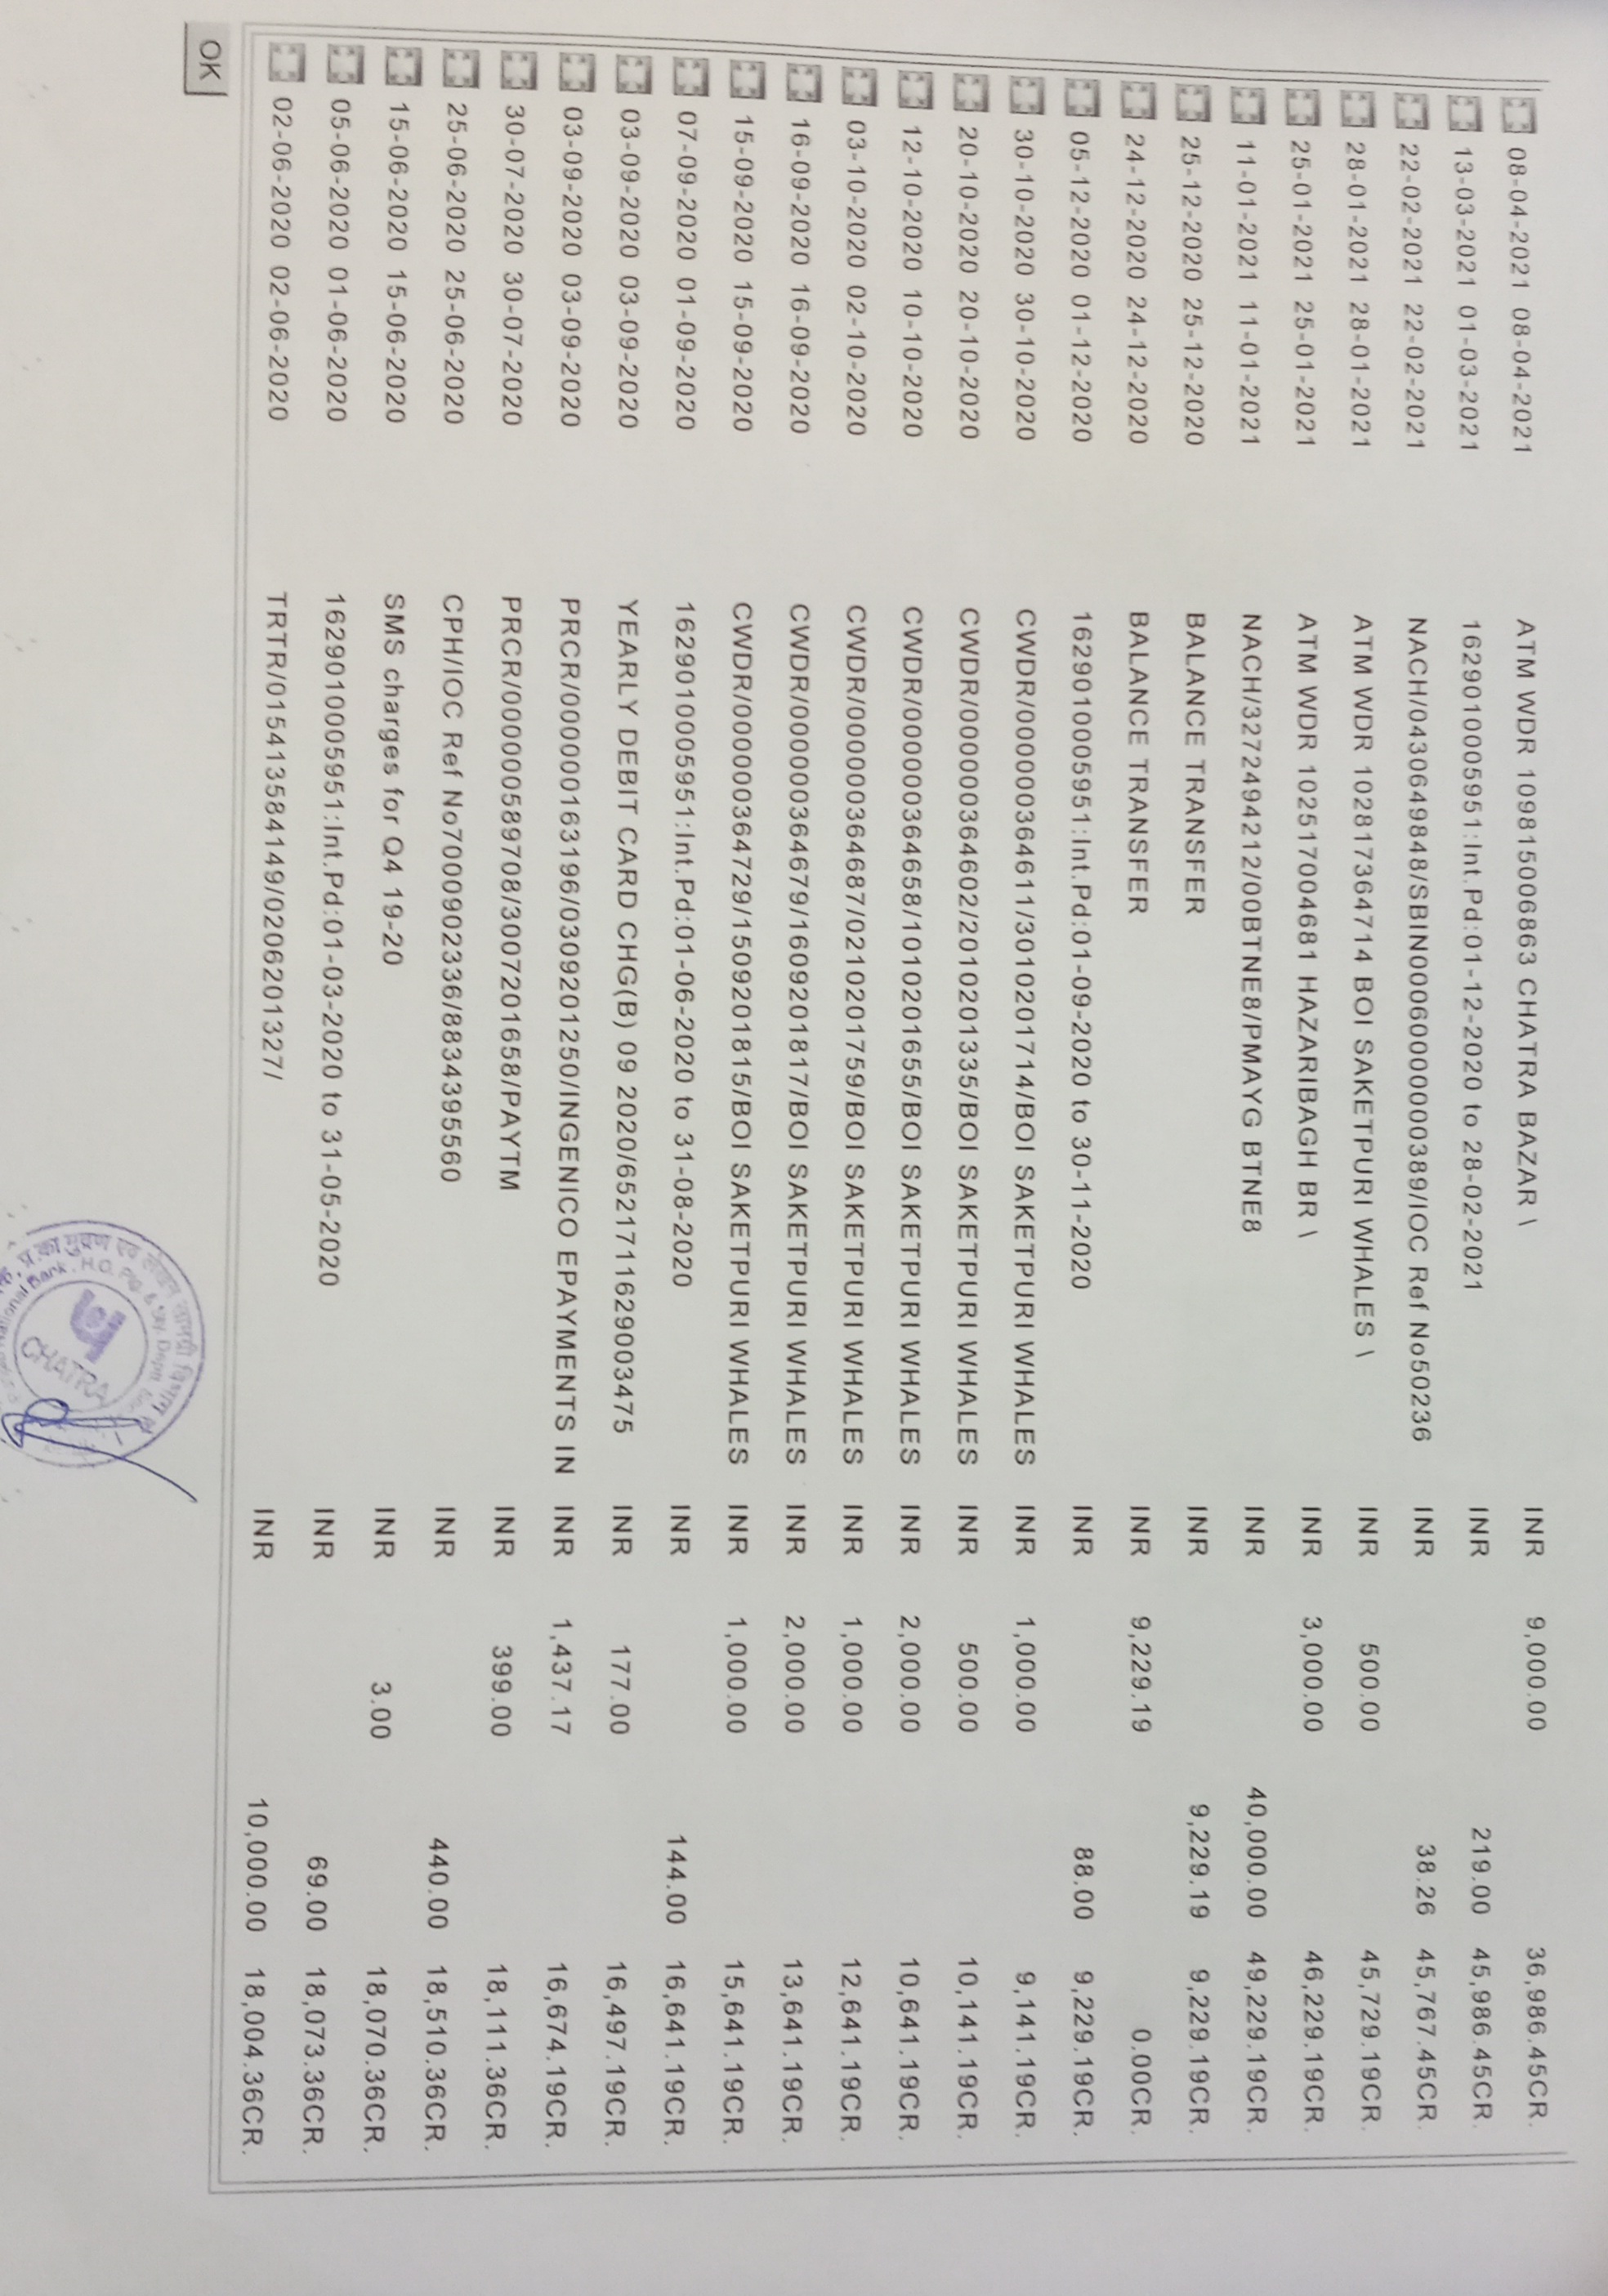 08-04-2021 08-04-2021 ATM WDR 109815006863 CHATRA BAZAR \ INR 9,000.00 36,986.45CR.
13-03-2021 01-03-2021 1629010005951:Int.Pd:01-12-2020 to 28-02-2021 INR 219.00 45,986.45CR.
22-02-2021 22-02-2021 NACH/0430649848/SBIN0006000000389/IOC Ref No50236 INR 38.26 45,767.45CR.
28-01-2021 28-01-2021 ATM WDR 102817364714 BOI SAKETPURI WHALES \ INR 500.00 45,729.19CR.
25-01-2021 25-01-2021 ATM WDR 102517004681 HAZARIBAGH BR \ INR 3,000.00 46,229.19CR.
11-01-2021 11-01-2021 NACH/3272494212/00BTNE8/PMAYG BTNE8 INR 40,000.00 49,229.19CR.
25-12-2020 25-12-2020 BALANCE TRANSFER INR 9,229.19 9,229.19CR.
24-12-2020 24-12-2020 BALANCE TRANSFER INR 9,229.19 0.00CR.
05-12-2020 01-12-2020 1629010005951:Int.Pd:01-09-2020 to 30-11-2020 INR 88.00 9,229.19CR.
30-10-2020 30-10-2020 CWDR/000000364611/3010201714/BOI SAKETPURI WHALES INR 1,000.00 9,141.19CR.
20-10-2020 20-10-2020 CWDR/000000364602/2010201335/BOI SAKETPURI WHALES INR 500.00 10,141.19CR.
12-10-2020 10-10-2020 CWDR/000000364658/1010201655/BOI SAKETPURI WHALES INR 2,000.00 10,641.19CR.
03-10-2020 02-10-2020 CWDR/000000364687/0210201759/BOI SAKETPURI WHALES INR 1,000.00 12,641.19CR.
16-09-2020 16-09-2020 CWDR/000000364679/1609201817/BOI SAKETPURI WHALES INR 2,000.00 13,641.19CR.
15-09-2020 15-09-2020 CWDR/000000364729/1509201815/BOI SAKETPURI WHALES INR 1,000.00 15,641.19CR.
07-09-2020 01-09-2020 1629010005951:Int.Pd:01-06-2020 to 31-08-2020 INR 144.00 16,641.19CR.
03-09-2020 03-09-2020 YEARLY DEBIT CARD CHG(B) 09 2020/6521711629003475 INR 177.00 16,497.19CR.
03-09-2020 03-09-2020 PRCR/000000163196/0309201250/INGENICO EPAYMENTS IN INR 1,437.17 16,674.19CR.
30-07-2020 30-07-2020 PRCR/000000589708/3007201658/PAYTM INR 399.00 18,111.36CR.
25-06-2020 25-06-2020 CPH/IOC Ref No7000902336/8834395560 INR 440.00 18,510.36CR.
15-06-2020 15-06-2020 SMS charges for Q4 19-20 INR 3.00 18,070.36CR.
05-06-2020 01-06-2020 1629010005951:Int.Pd:01-03-2020 to 31-05-2020 INR 69.00 18,073.36CR.
02-06-2020 02-06-2020 TRTR/015413584149/0206201327/ INR 10,000.00 18,004.36CR.
OK
CHATRA